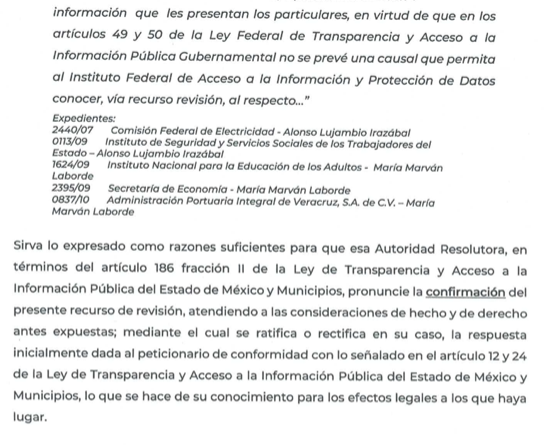 información que les presentan los particulares, en virtud de que en los
artículos 49 y 50 de la Ley Federal de Transparencia y Acceso a la
Información Pública Gubernamental no se prevé una causal que permita
al Instituto Federal de Acceso a la Información y Protección de Datos
conocer, vía recurso revisión, al respecto..."
Expedientes:
2440/07 Comisión Federal de Electricidad - Alonso Lujambio Irazábal
0113/09 Instituto de Seguridad y Servicios Sociales de los Trabajadores del
Estado – Alonso Lujambio Irazábal
1624/09 Instituto Nacional para la Educación de los Adultos - María Marván
Laborde
2395/09 Secretaría de Economía - María Marván Laborde
0837/10 Administración Portuaria Integral de Veracruz, S.A. de C.V. – María
Marván Laborde
Sirva lo expresado como razones suficientes para que esa Autoridad Resolutora, en
términos del artículo 186 fracción II de la Ley de Transparencia y Acceso a la
Información Pública del Estado de México y Municipios, pronuncie la confirmación del
presente recurso de revisión, atendiendo a las consideraciones de hecho y de derecho
antes expuestas; mediante el cual se ratifica o rectifica en su caso, la respuesta
inicialmente dada al peticionario de conformidad con lo señalado en el artículo 12 y 24
de la Ley de Transparencia y Acceso a la Información Pública del Estado de México y
Municipios, lo que se hace de su conocimiento para los efectos legales a los que haya
lugar.